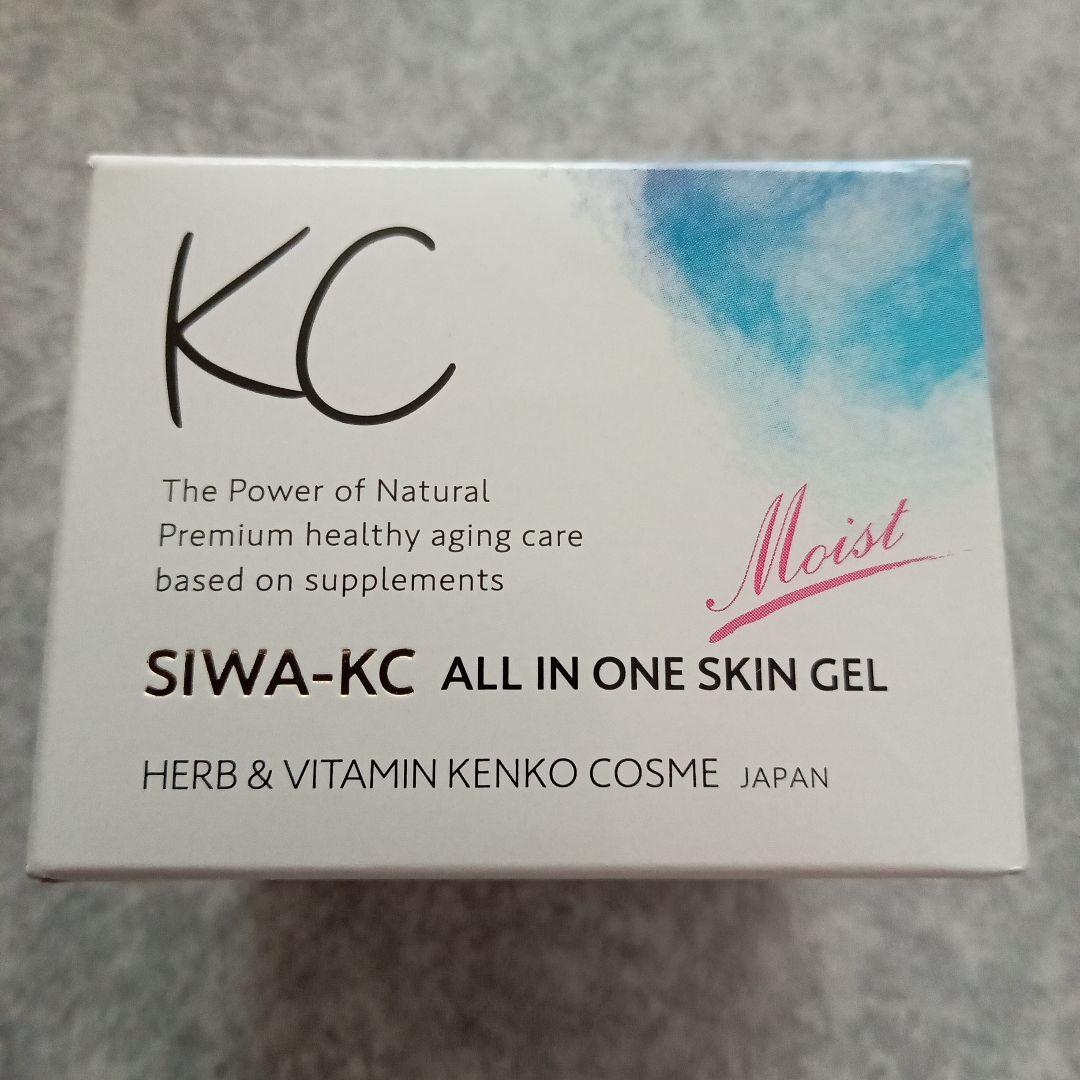 KC
The Power of Natural
Premium healthy aging care
based on supplements
Moist
SIWA-KC ALL IN ONE SKIN GEL
HERB & VITAMIN KENKO COSME JAPAN